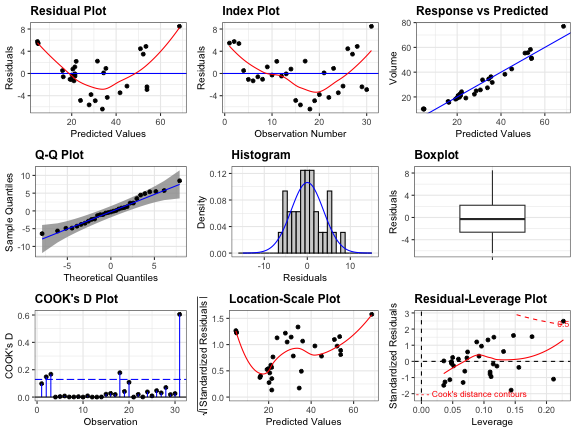 Residual Plot
Residuals
8
4
0
-4
20 40 60
Predicted Values
Index Plot
Residuals
8
4
0
-4
0 10 20 30
Observation Number
Response vs Predicted
Volume
80
60
40
20
20 40 60
Predicted Values
Q-Q Plot
Sample Quantiles
10
5
0
-5
-10
-5 0 5
Theoretical Quantiles
Histogram
Density
0.12
0.08
0.04
0.00
-10 0 10
Residuals
Boxplot
Residuals
8
4
0
-4
COOK's D Plot
COOK's D
0.6
0.4
0.2
0.0
0 10 20 30
Observation
Location-Scale Plot
√|Standardized Residuals|
1.5
1.0
0.5
0.0
20 40 60
Predicted Values
Residual-Leverage Plot
Standardized Residuals
3
2
1
0
-1
-2
0.5
Cook's distance contours
0.00 0.05 0.10 0.15 0.20
Leverage